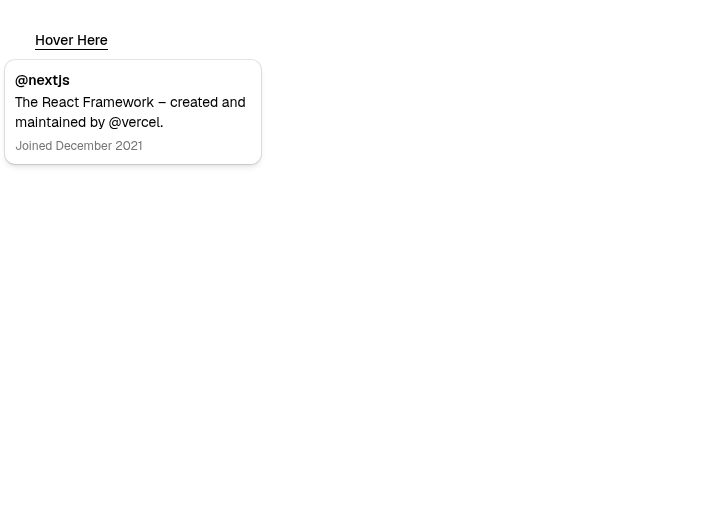 Hover Here
@nextjs
The React Framework – created and
maintained by @vercel.
Joined December 2021